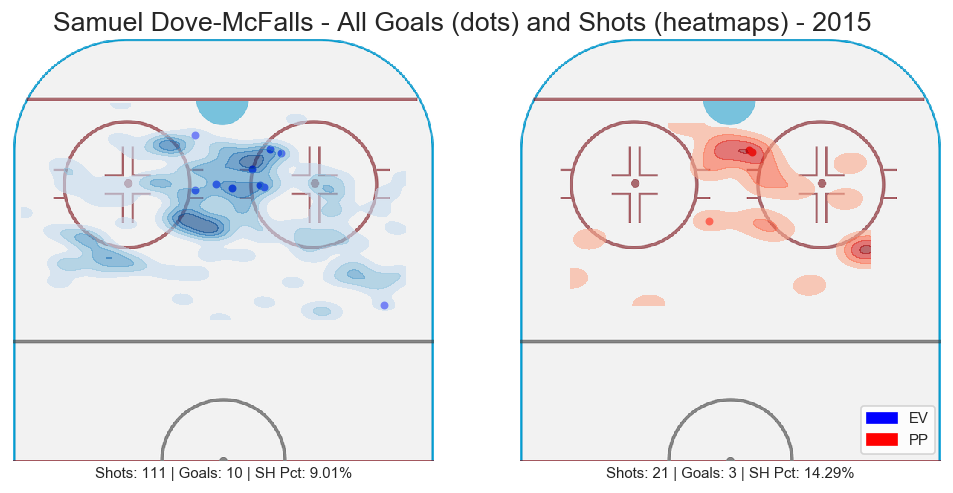 Samuel Dove-McFalls - All Goals (dots) and Shots (heatmaps) - 2015
EV
PP
Shots: 111 | Goals: 10 | SH Pct: 9.01%
Shots: 21 | Goals: 3 | SH Pct: 14.29%